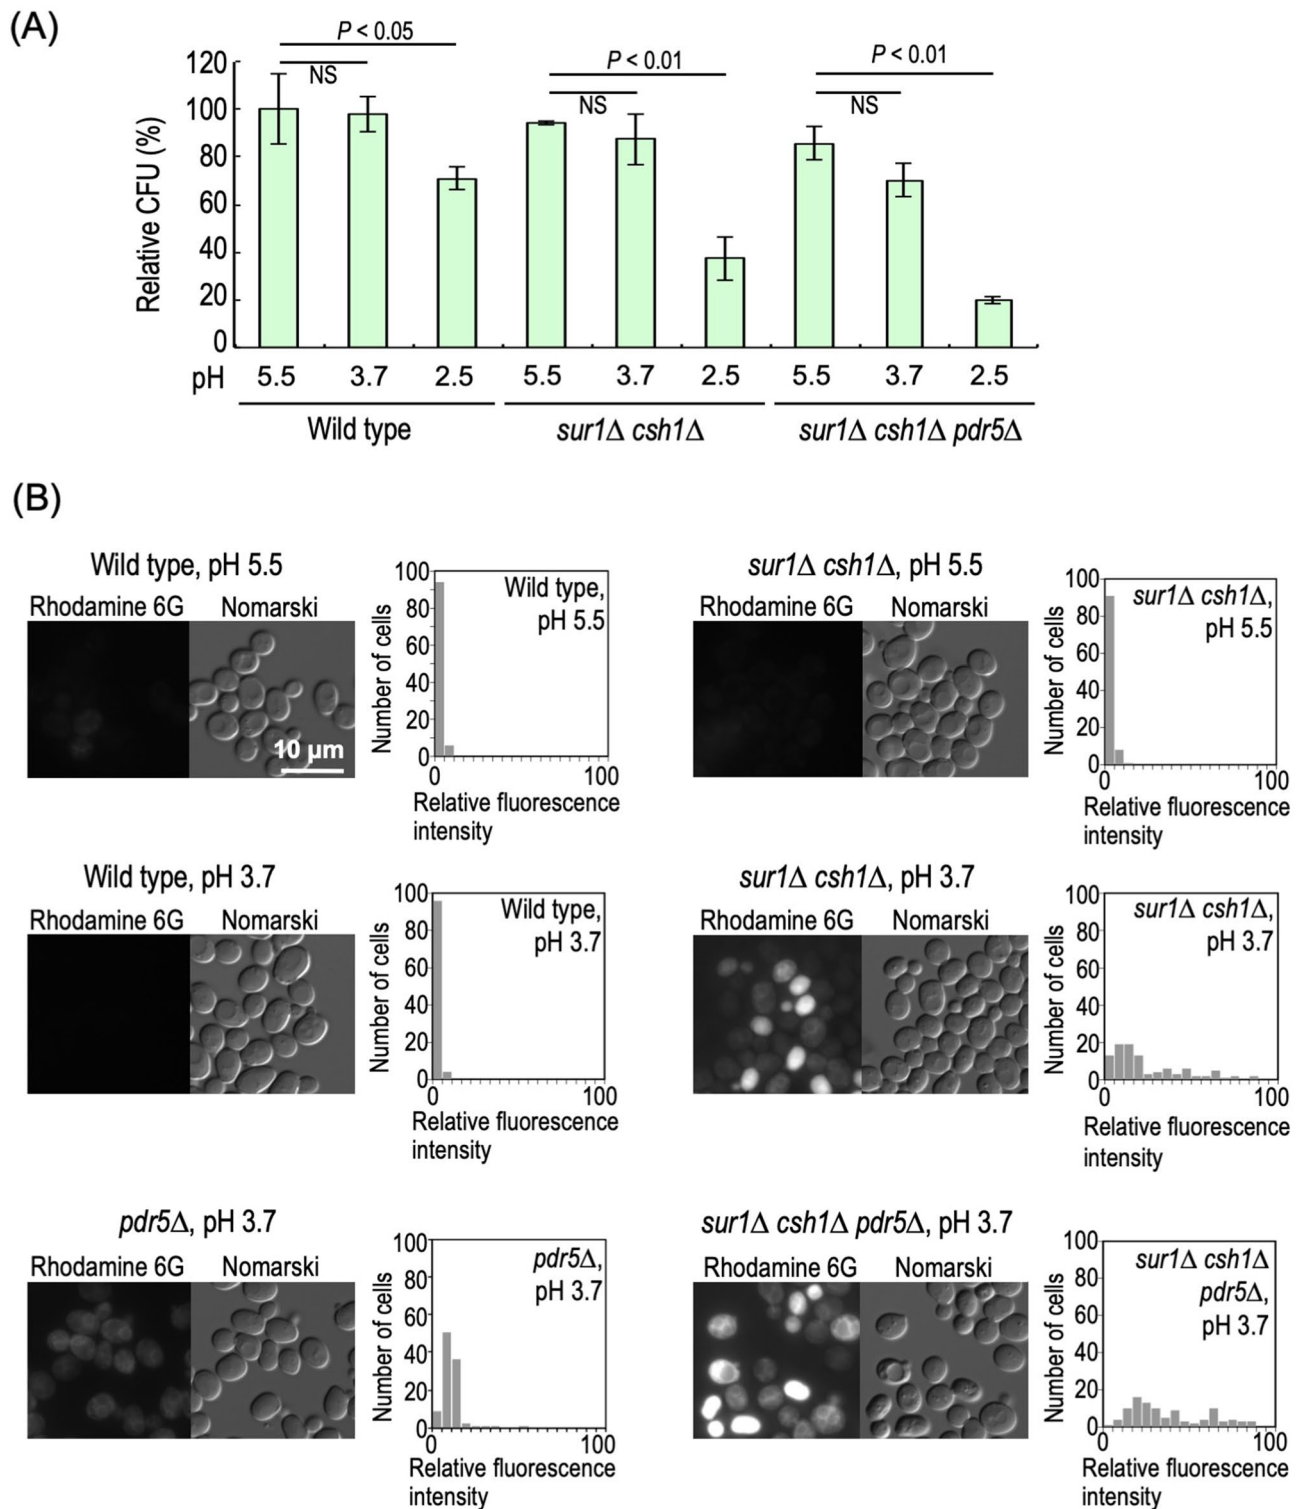 (A)
P < 0.05
NS
P < 0.01
NS
P < 0.01
NS
Relative CFU (%)
120
100
80
60
40
20
0
pH 5.5 3.7 2.5 5.5 3.7 2.5 5.5 3.7 2.5
Wild type sur1Δ csh1Δ sur1Δ csh1Δ pdr5Δ
(B)
Wild type, pH 5.5
Rhodamine 6G Nomarski
10 μm
Number of cells
100
80
60
40
20
0
Wild type,
pH 5.5
0 100
Relative fluorescence
intensity
sur1Δ csh1Δ, pH 5.5
Rhodamine 6G Nomarski
Number of cells
100
80
60
40
20
0
sur1Δ csh1Δ,
pH 5.5
0 100
Relative fluorescence
intensity
Wild type, pH 3.7
Rhodamine 6G Nomarski
Number of cells
100
80
60
40
20
0
Wild type,
pH 3.7
0 100
Relative fluorescence
intensity
sur1Δ csh1Δ, pH 3.7
Rhodamine 6G Nomarski
Number of cells
100
80
60
40
20
0
sur1Δ csh1Δ,
pH 3.7
0 100
Relative fluorescence
intensity
pdr5Δ, pH 3.7
Rhodamine 6G Nomarski
Number of cells
100
80
60
40
20
0
pdr5Δ,
pH 3.7
0 100
Relative fluorescence
intensity
sur1Δ csh1Δ pdr5Δ, pH 3.7
Rhodamine 6G Nomarski
Number of cells
100
80
60
40
20
0
sur1Δ csh1Δ
pdr5Δ,
pH 3.7
0 100
Relative fluorescence
intensity